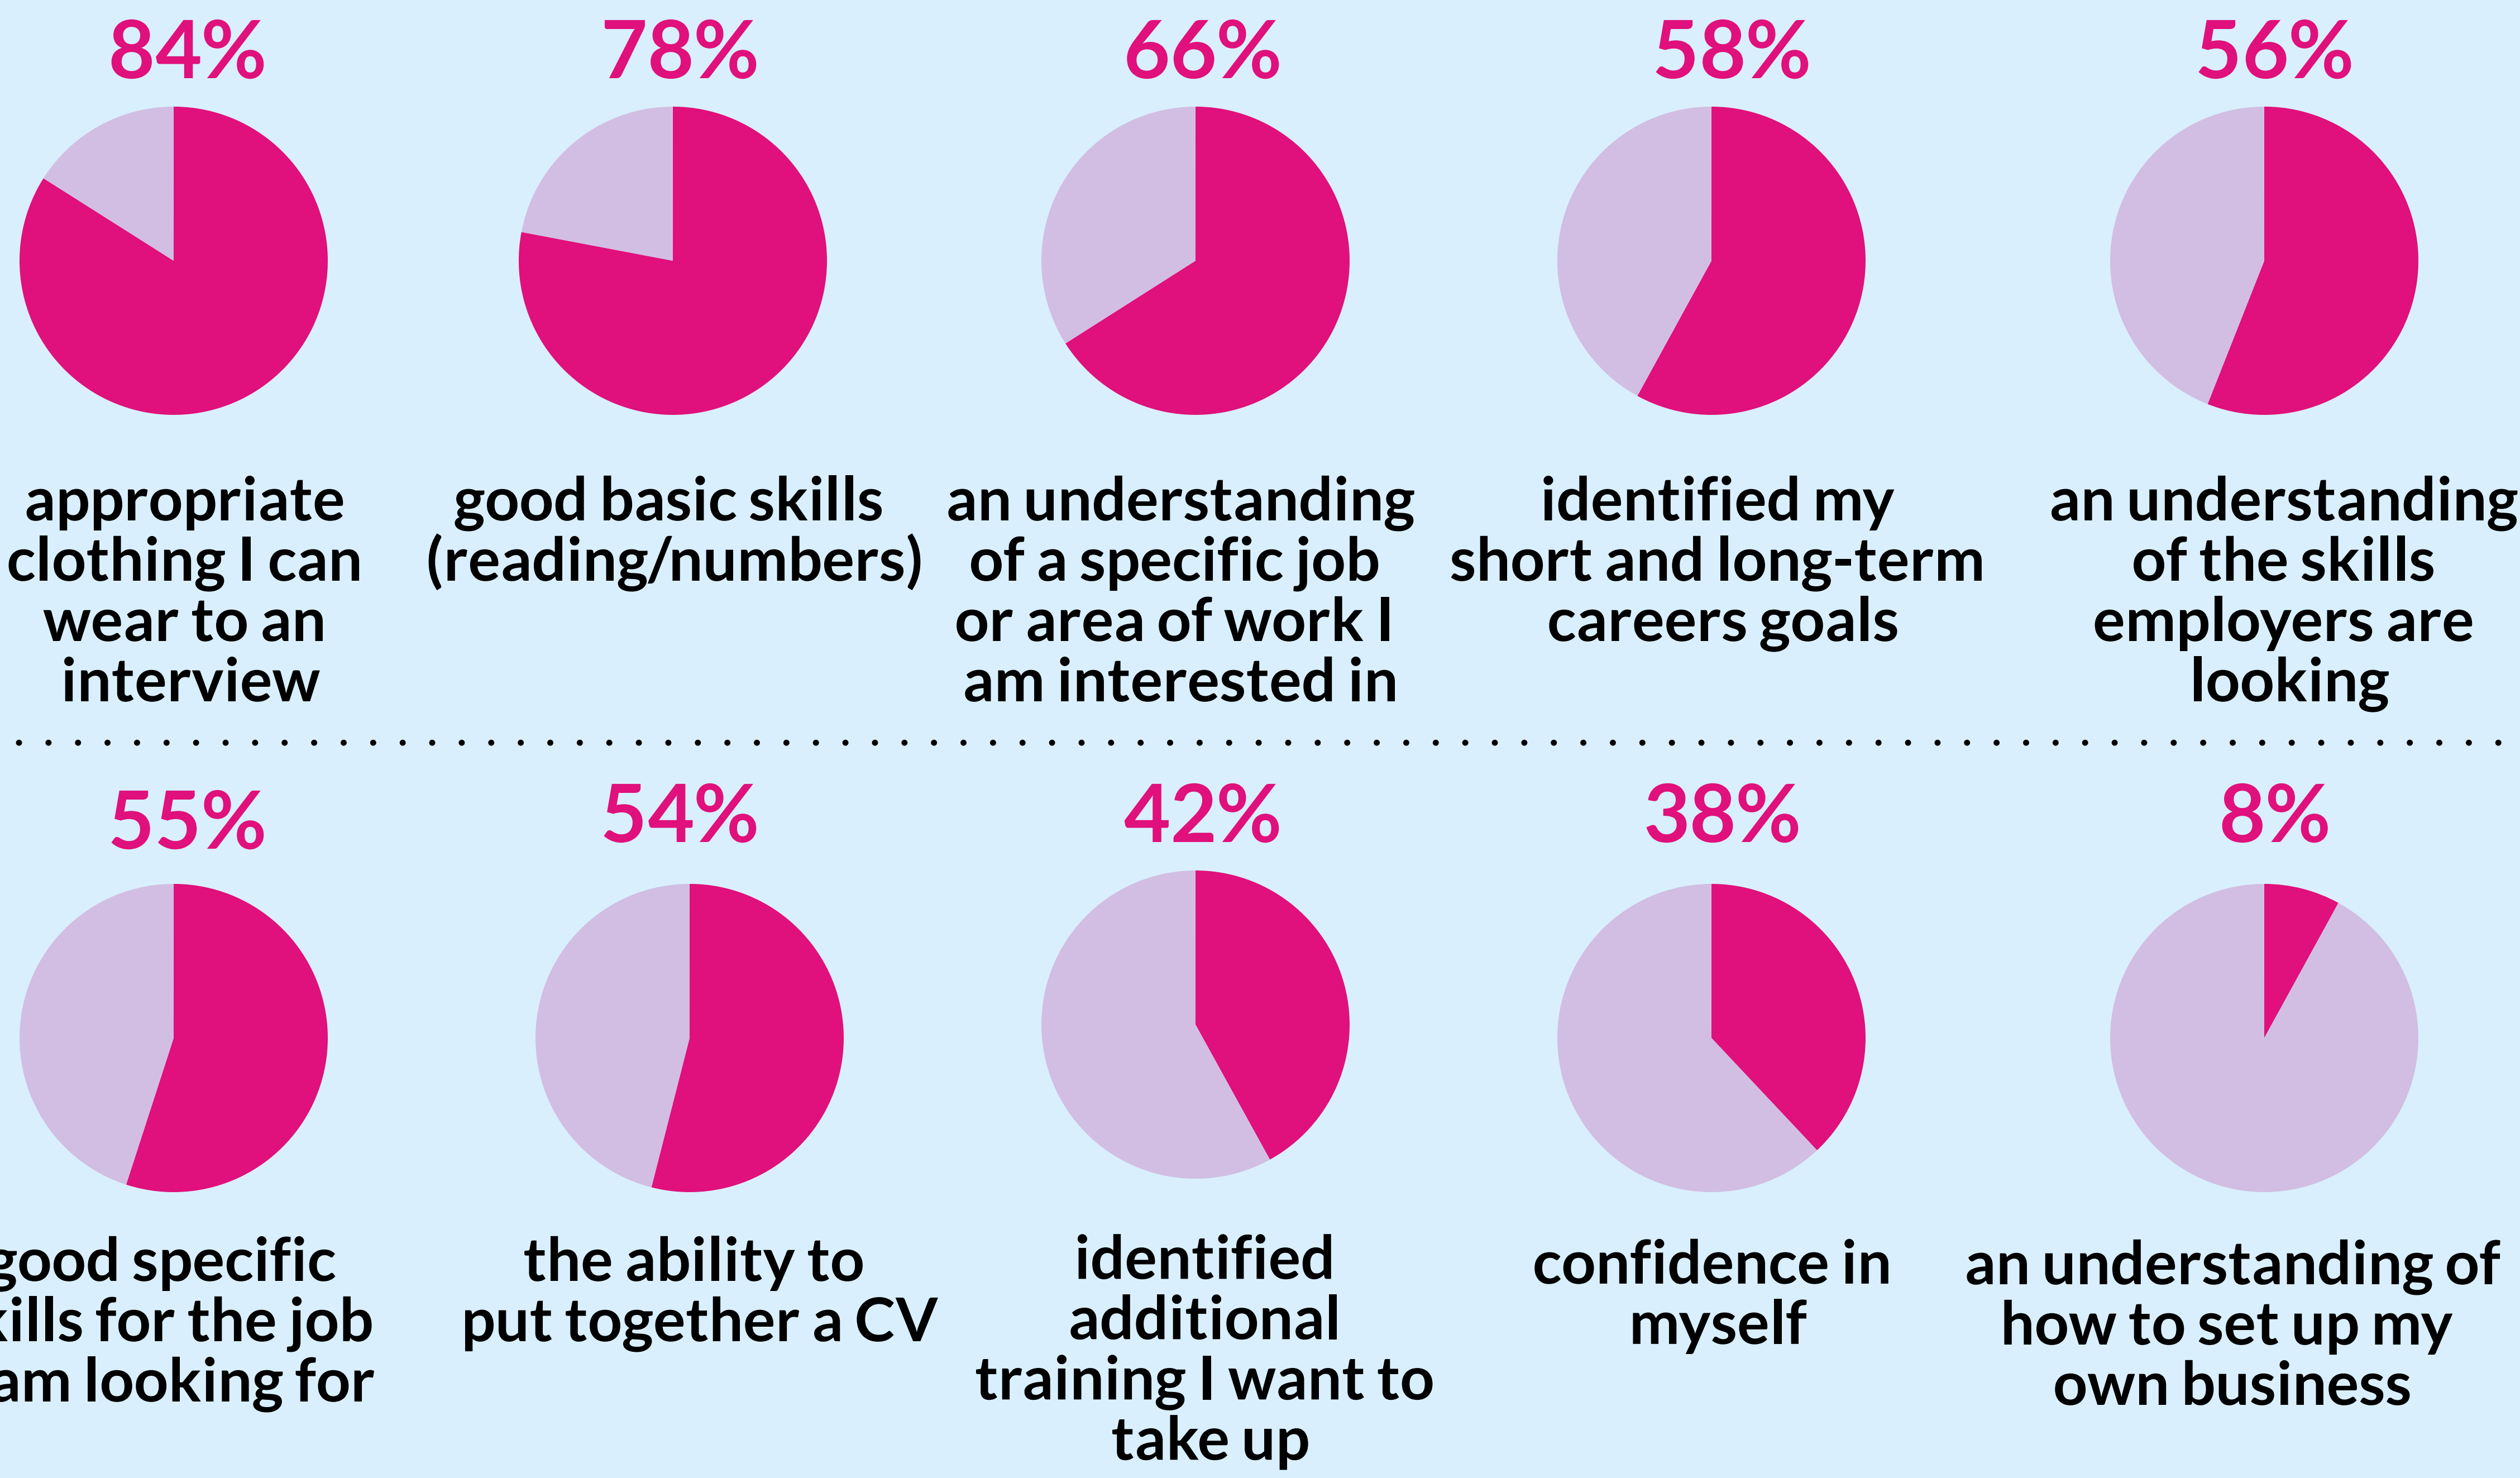 84%
appropriate
clothing I can
wear to an
interview
78%
good basic skills
(reading/numbers)
66%
an understanding
of a specific job
or area of work I
am interested in
58%
identified my
short and long-term
careers goals
56%
an understanding
of the skills
employers are
looking
55%
good specific
kills for the job
am looking for
54%
the ability to
put together a CV
42%
identified
additional
training I want to
take up
38%
confidence in
myself
8%
an understanding of
how to set up my
own business